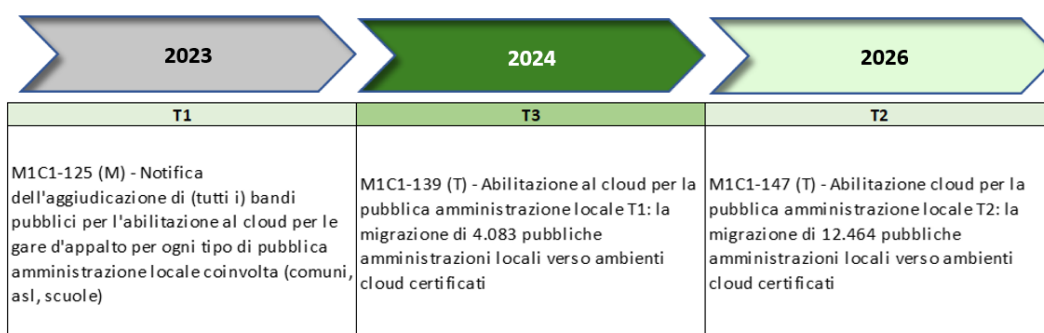 2023
2024
2026
T1
T3
T2
M1C1-125 (M) - Notifica
dell'aggiudicazione di (tutti i) bandi
pubblici per l'abilitazione al cloud per le
gare d'appalto per ogni tipo di pubblica
amministrazione locale coinvolta (comuni,
asl, scuole)
M1C1-139 (T) - Abilitazione al cloud per la
pubblica amministrazione locale T1: la
migrazione di 4.083 pubbliche
amministrazioni locali verso ambienti
cloud certificati
M1C1-147 (T) - Abilitazione cloud per la
pubblica amministrazione locale T2: la
migrazione di 12.464 pubbliche
amministrazioni locali verso ambienti
cloud certificati